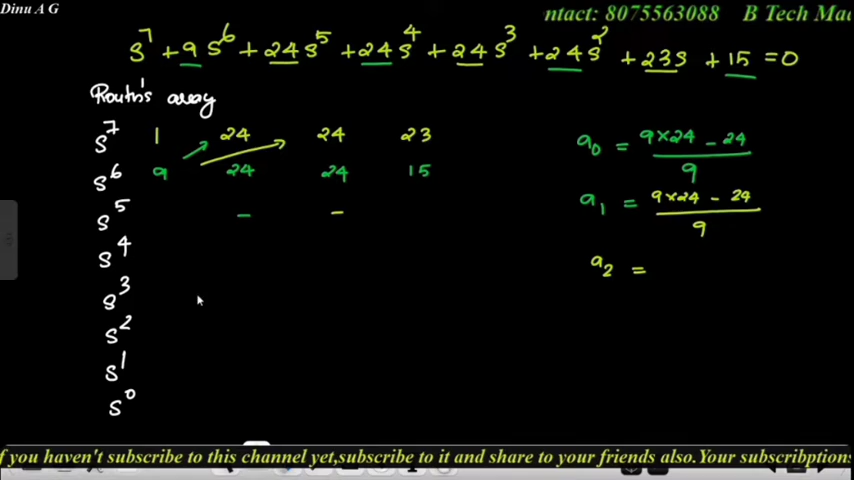 Dinu A G
ntact: 8075563088 B Tech Mad
s⁷ + 9s⁶ + 24s⁵ + 24s⁴ + 24s³ + 24s² + 23s + 15 = 0
Routh's array
s⁷ 1 24 24 23
s⁶ 9 24 24 15
s⁵ – –
s⁴
s³
s²
s¹
s⁰
a₀ = (9×24 – 24) / 9
a₁ = (9×24 – 24) / 9
a₂ =
f you haven't subscribe to this channel yet,subscribe to it and share to your friends also.Your subscribptions